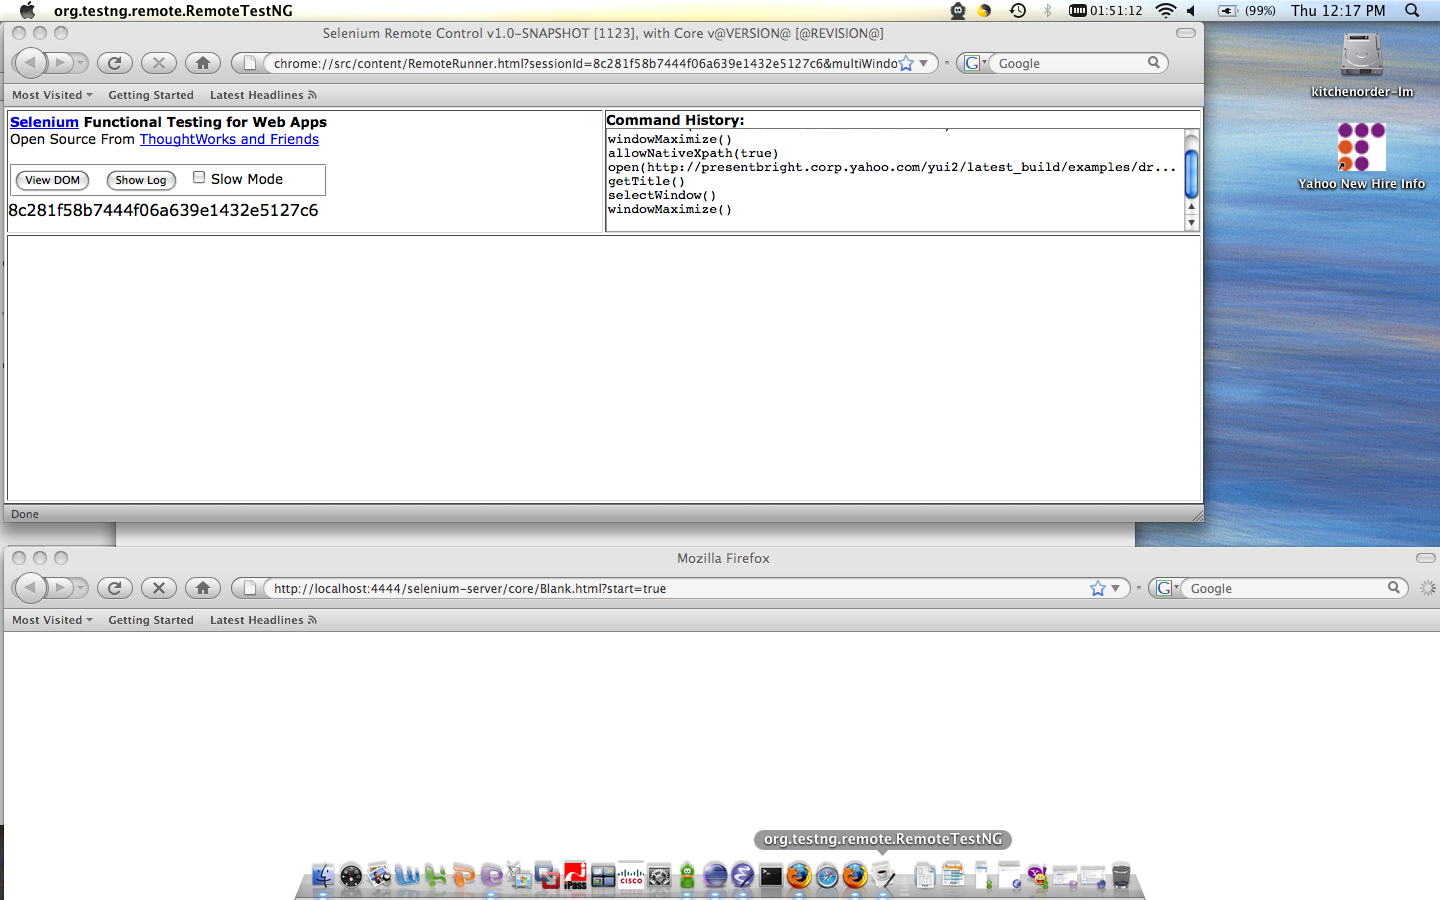 org.testng.remote.RemoteTestNG
01:51:12
(99%)
Thu 12:17 PM
Selenium Remote Control v1.0-SNAPSHOT [1123], with Core v@VERSION@ [@REVISION@]
chrome://src/content/RemoteRunner.html?sessionId=8c281f58b7444f06a639e1432e5127c6&multiWindo
Google
Most Visited
Getting Started
Latest Headlines
Selenium Functional Testing for Web Apps
Open Source From ThoughtWorks and Friends
View DOM
Show Log
Slow Mode
8c281f58b7444f06a639e1432e5127c6
Command History:
windowMaximize()
allowNativeXpath(true)
open(http://presentbright.corp.yahoo.com/yui2/latest_build/examples/dr...
getTitle()
selectWindow()
windowMaximize()
Done
kitchenorder-lm
Yahoo New Hire Info
Mozilla Firefox
http://localhost:4444/selenium-server/core/Blank.html?start=true
Google
Most Visited
Getting Started
Latest Headlines
org.testng.remote.RemoteTestNG
iPass
CISCO